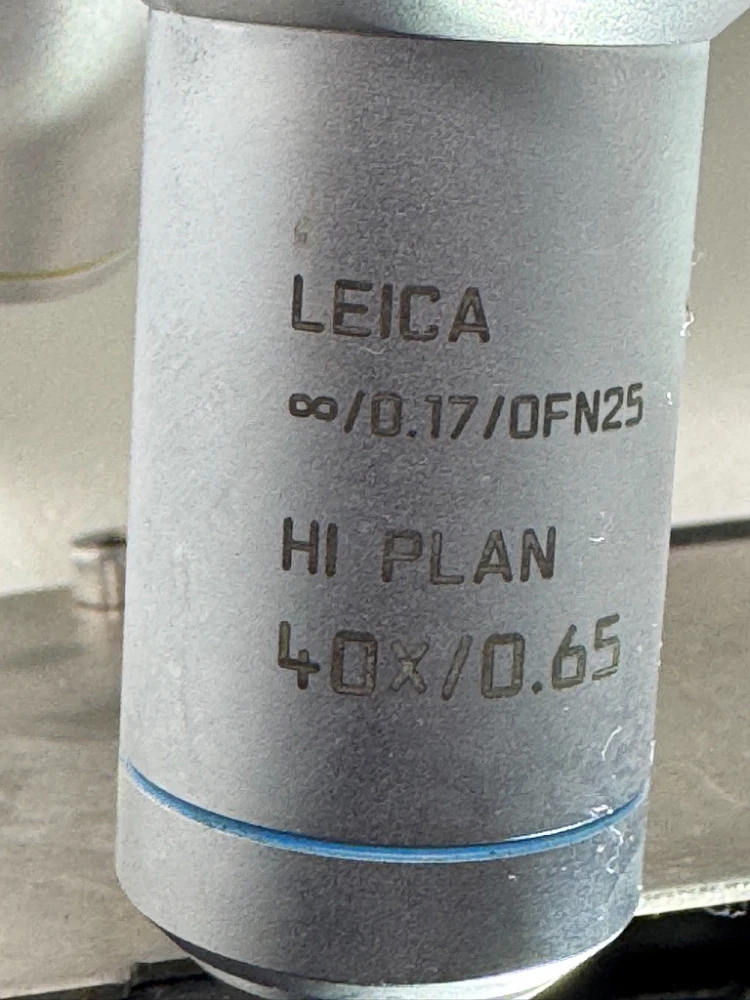 LEICA
∞/0.17/OFN25
HI PLAN
40x/0.65